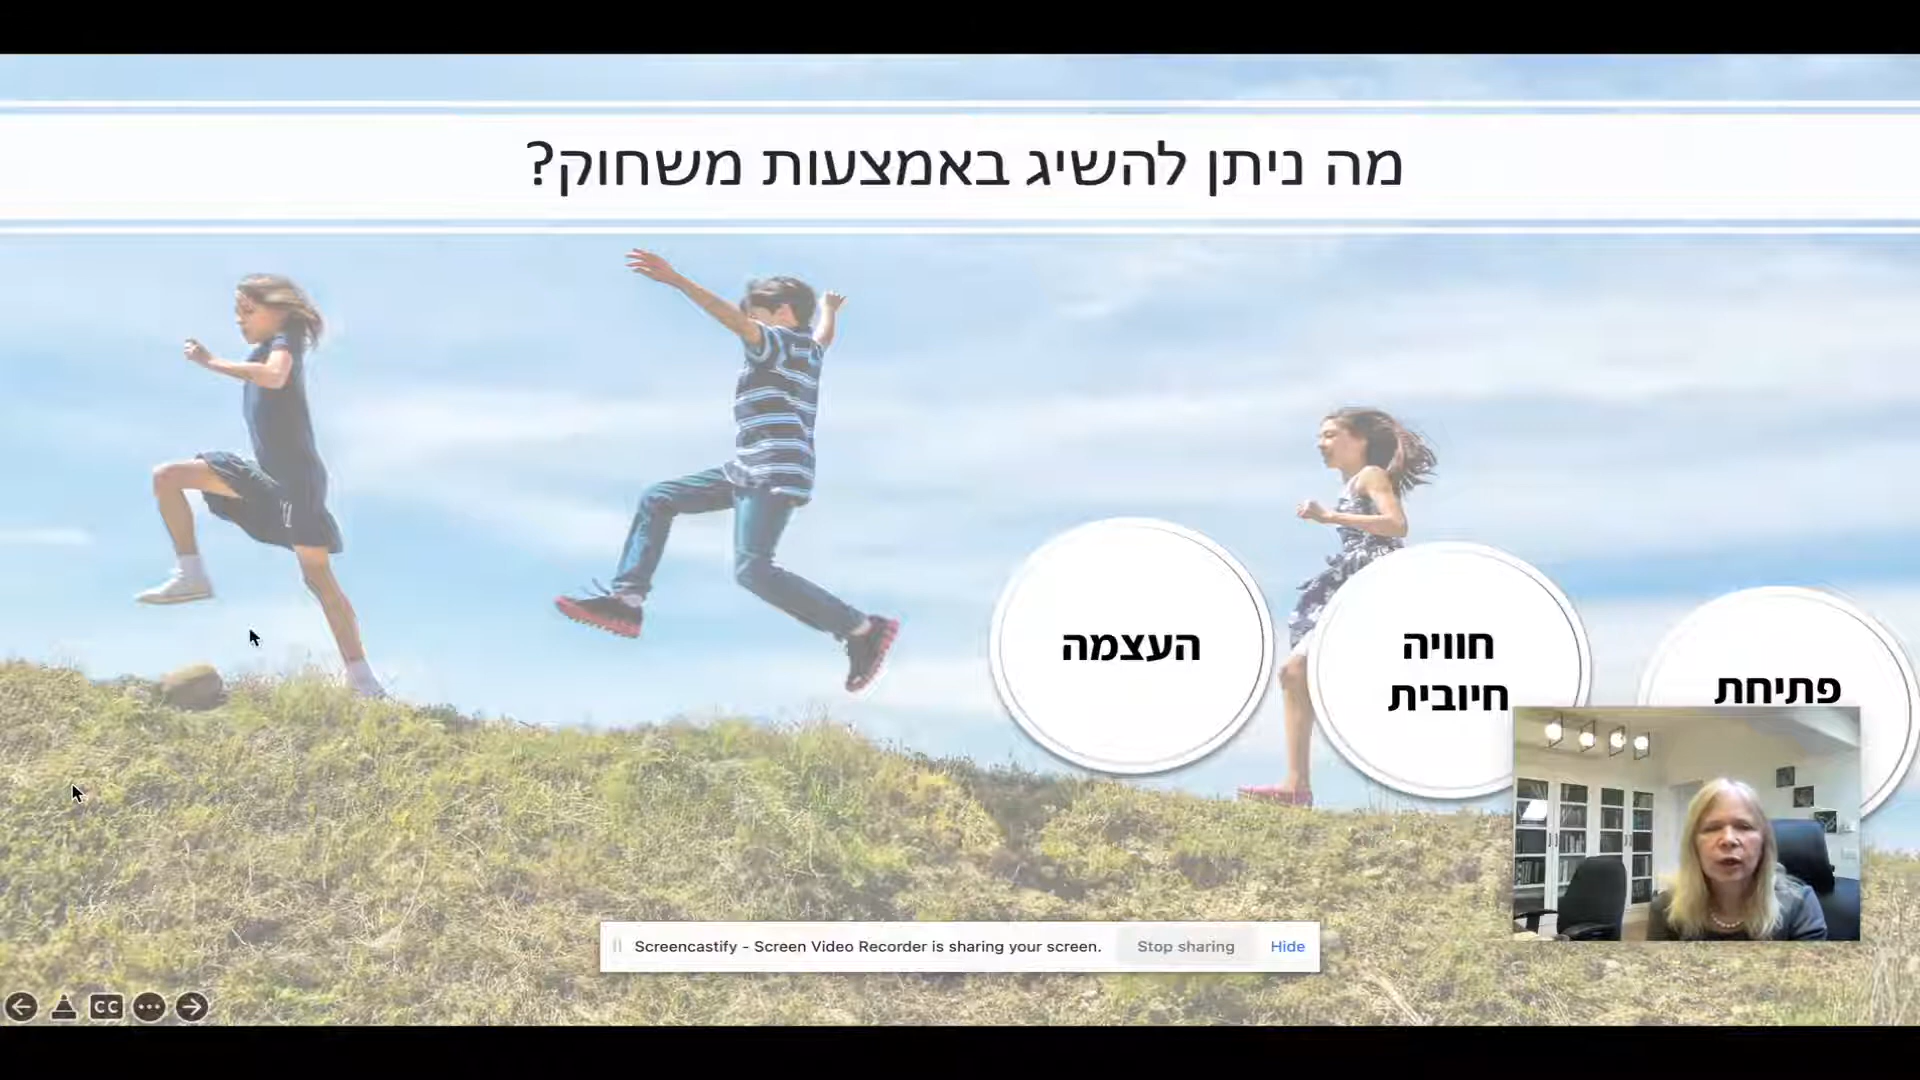 מה ניתן להשיג באמצעות משחוק?
פתיחת
חוויה
חיובית
העצמה
Screencastify - Screen Video Recorder is sharing your screen.
Stop sharing
Hide
CC